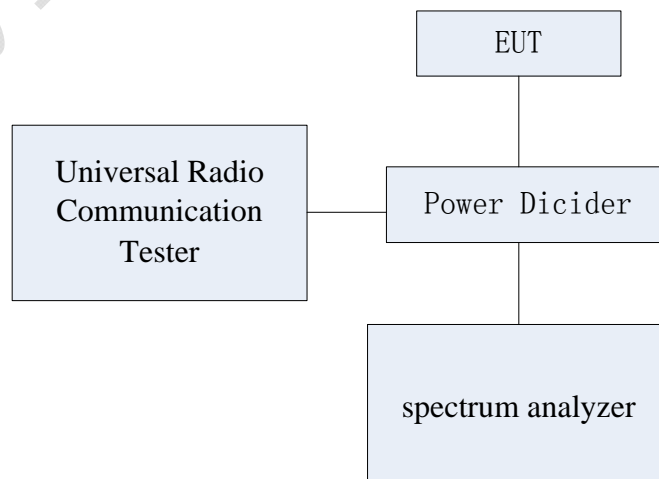 EUT
Universal Radio
Communication
Tester
Power Dicider
spectrum analyzer